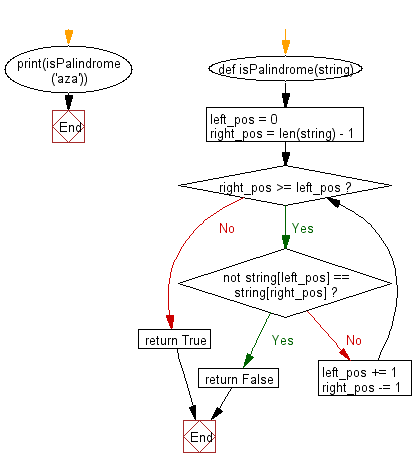 print(isPalindrome
('aza'))
End
def isPalindrome(string)
left_pos = 0
right_pos = len(string) - 1
right_pos >= left_pos ?
No
Yes
not string[left_pos] ==
string[right_pos] ?
return True
Yes
No
return False
left_pos += 1
right_pos -= 1
End